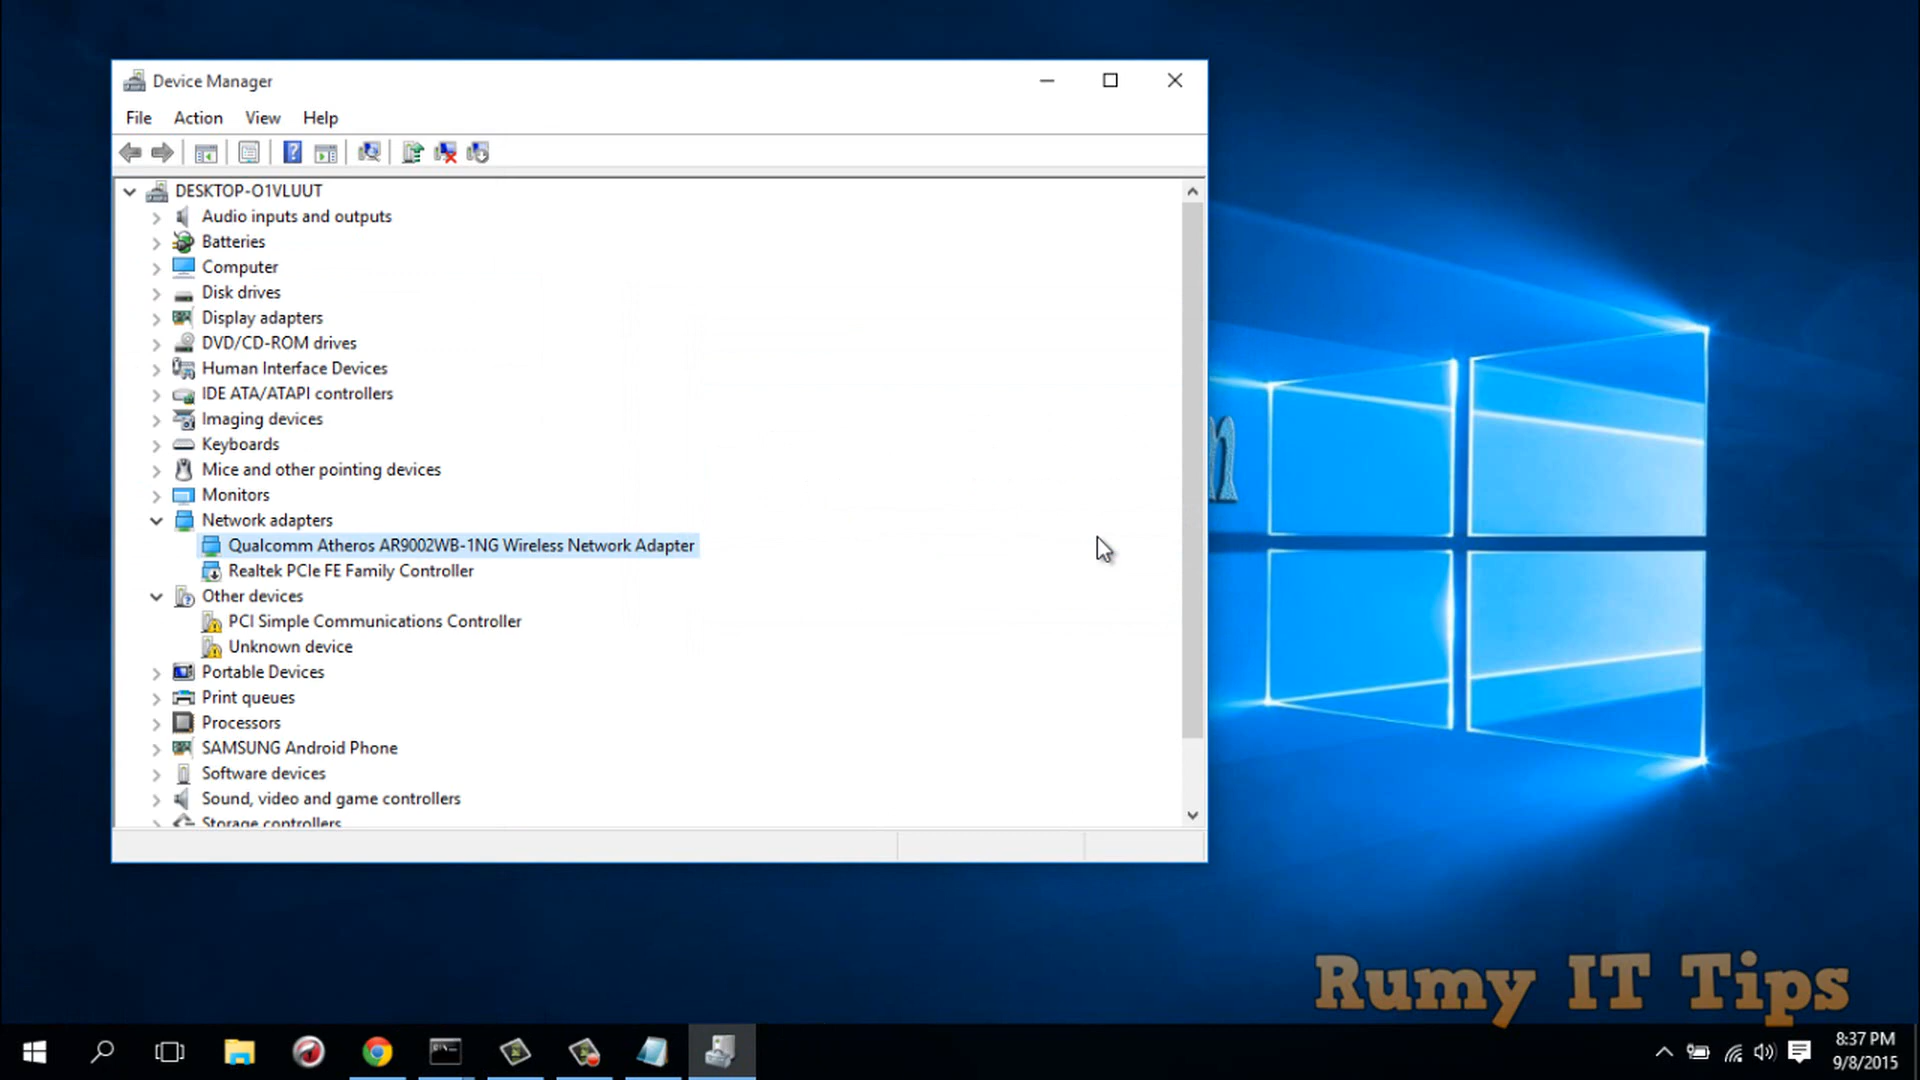 Device Manager
File Action View Help
DESKTOP-O1VLUUT
Audio inputs and outputs
Batteries
Computer
Disk drives
Display adapters
DVD/CD-ROM drives
Human Interface Devices
IDE ATA/ATAPI controllers
Imaging devices
Keyboards
Mice and other pointing devices
Monitors
Network adapters
Qualcomm Atheros AR9002WB-1NG Wireless Network Adapter
Realtek PCIe FE Family Controller
Other devices
PCI Simple Communications Controller
Unknown device
Portable Devices
Print queues
Processors
SAMSUNG Android Phone
Software devices
Sound, video and game controllers
Storage controllers
Rumy IT Tips
8:37 PM
9/8/2015